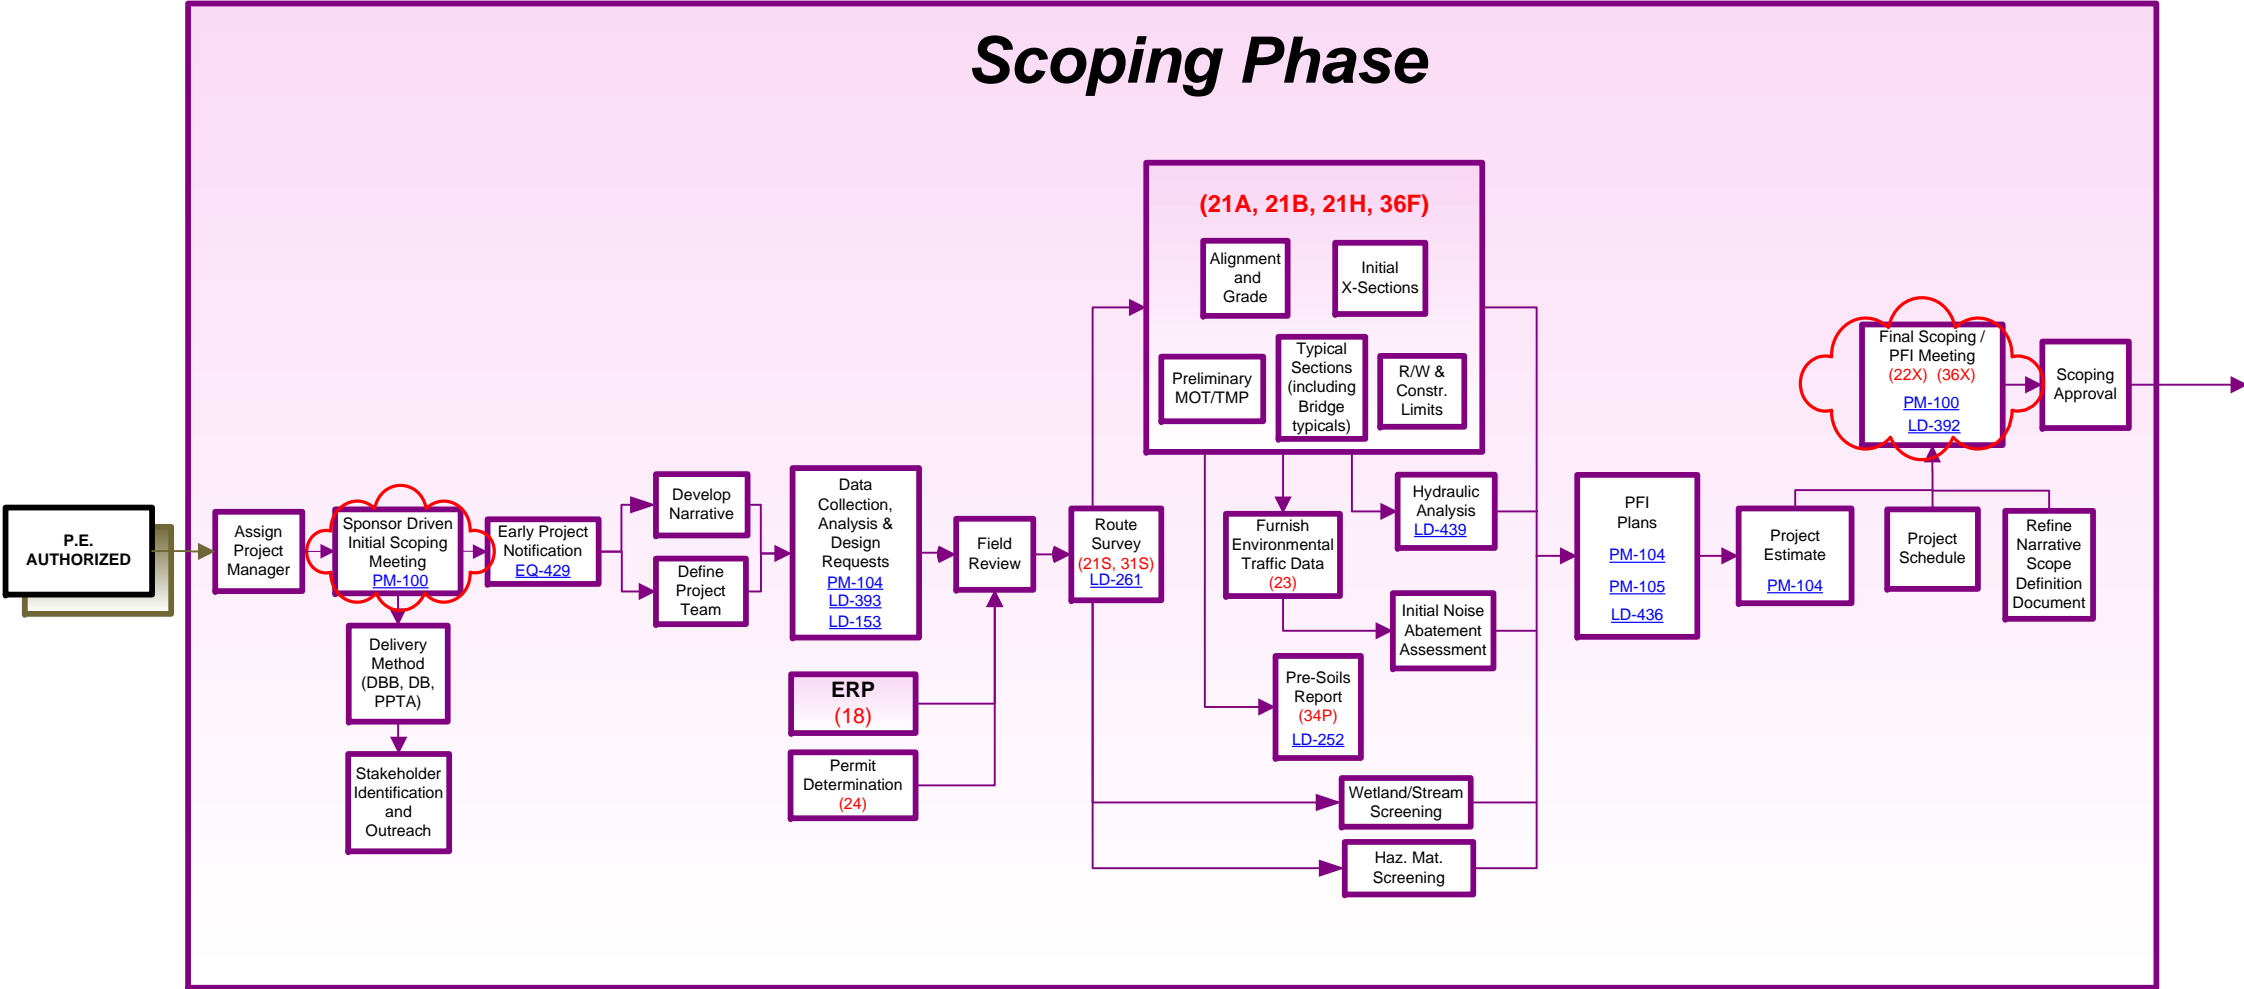 Scoping Phase
P.E.
AUTHORIZED
Assign
Project
Manager
Sponsor Driven
Initial Scoping
Meeting
PM-100
Delivery
Method
(DBB, DB,
PPTA)
Stakeholder
Identification
and
Outreach
Early Project
Notification
EQ-429
Develop
Narrative
Define
Project
Team
Data
Collection,
Analysis &
Design
Requests
PM-104
LD-393
LD-153
ERP
(18)
Permit
Determination
(24)
Field
Review
Route
Survey
(21S, 31S)
LD-261
(21A, 21B, 21H, 36F)
Alignment
and
Grade
Initial
X-Sections
Preliminary
MOT/TMP
Typical
Sections
(including
Bridge
typicals)
R/W &
Constr.
Limits
Hydraulic
Analysis
LD-439
Furnish
Environmental
Traffic Data
(23)
Initial Noise
Abatement
Assessment
Pre-Soils
Report
(34P)
LD-252
Wetland/Stream
Screening
Haz. Mat.
Screening
PFI
Plans
PM-104
PM-105
LD-436
Project
Estimate
PM-104
Project
Schedule
Refine
Narrative
Scope
Definition
Document
Final Scoping /
PFI Meeting
(22X) (36X)
PM-100
LD-392
Scoping
Approval